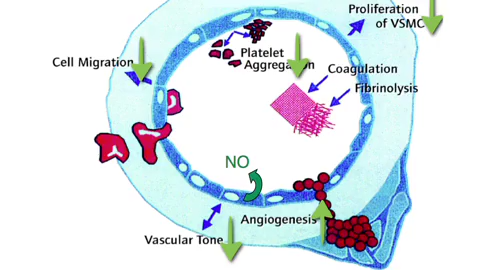 Proliferation
of VSMC
Cell Migration
Platelet
Aggregation
Coagulation
Fibrinolysis
NO
Angiogenesis
Vascular Tone